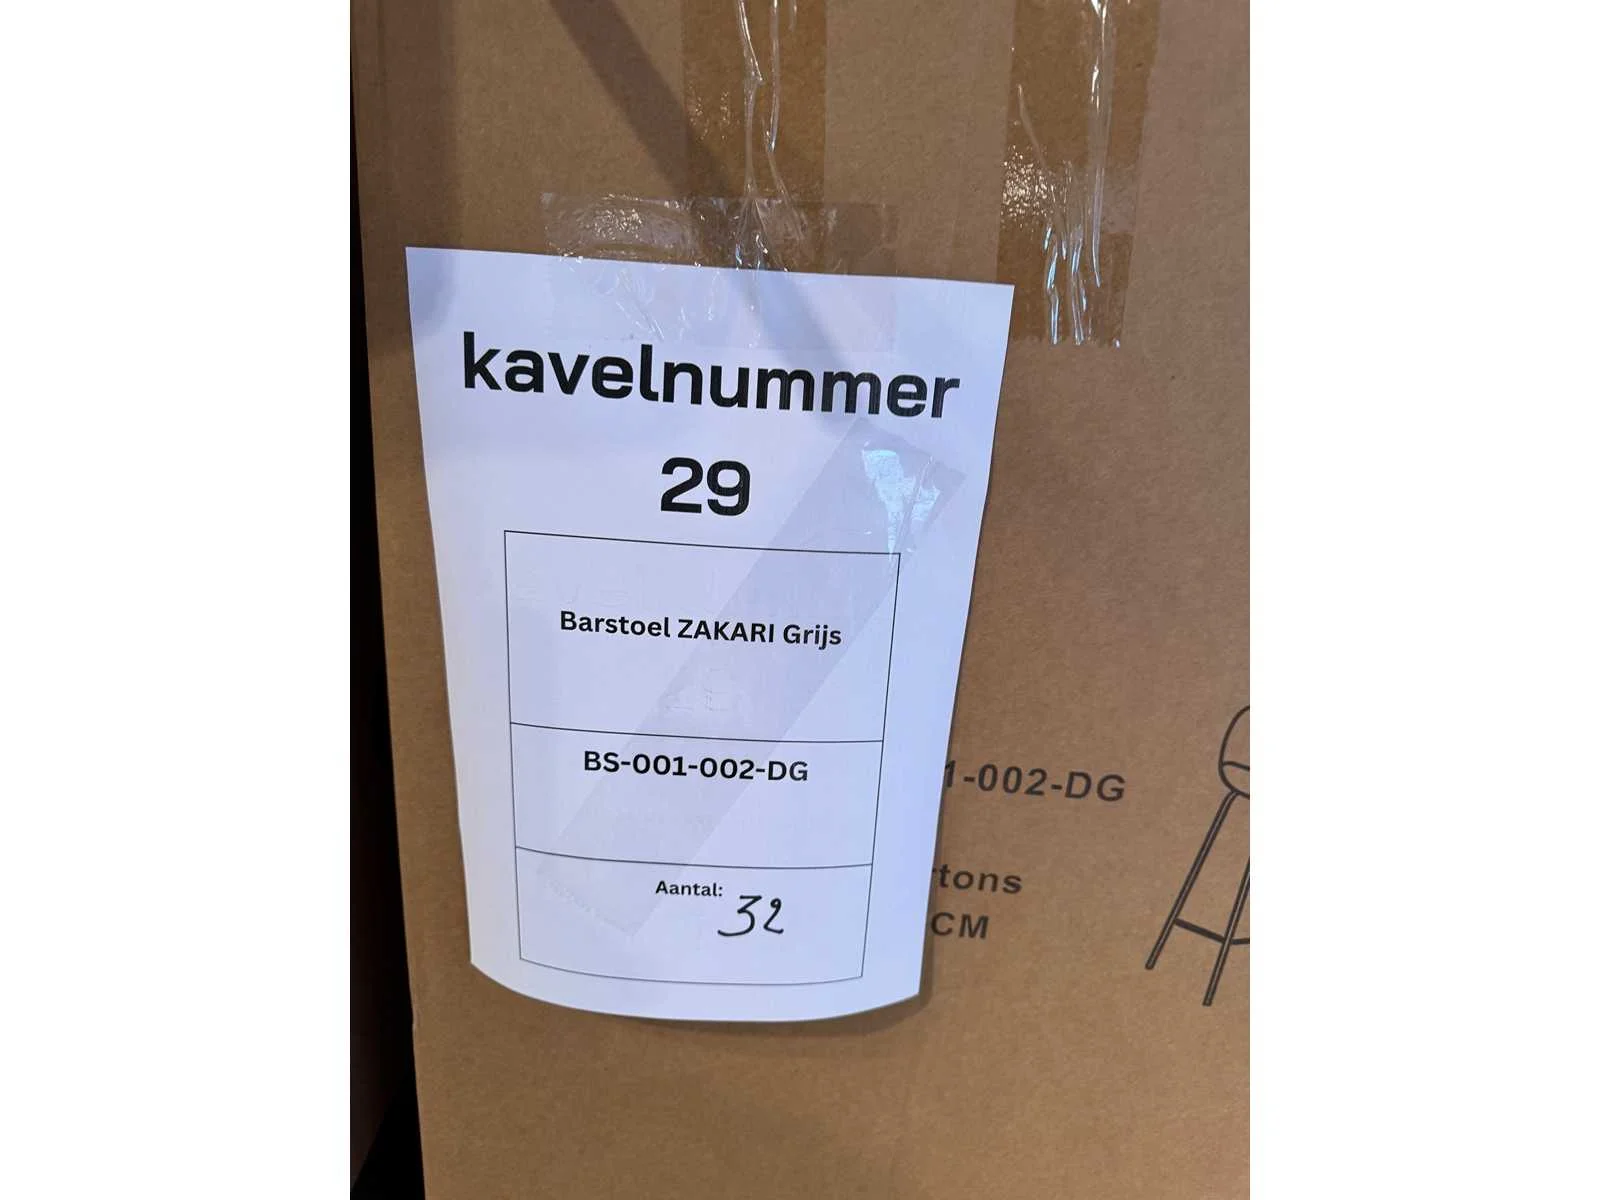 kavelnummer
29
Barstoel ZAKARI Grijs
BS-001-002-DG
Aantal: 32
1-002-DG
rtons
CM